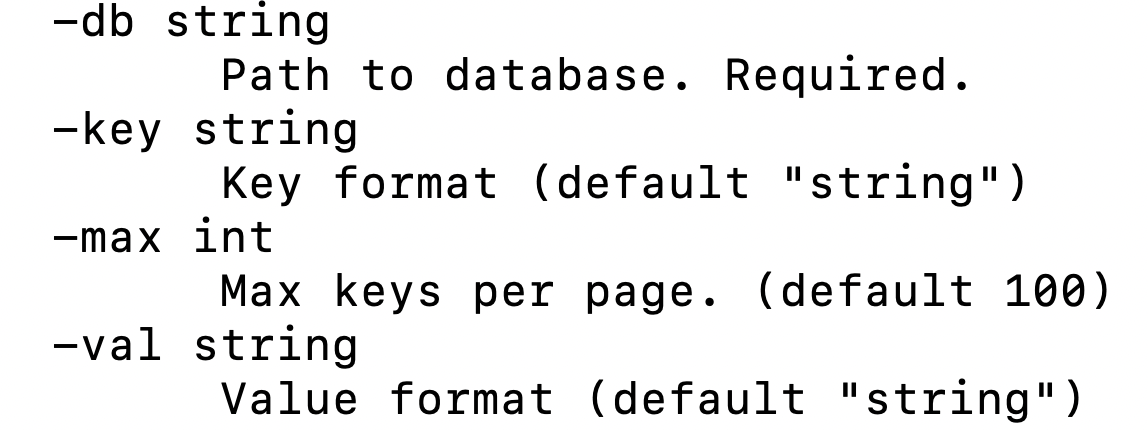 -db string
Path to database. Required.
-key string
Key format (default "string")
-max int
Max keys per page. (default 100)
-val string
Value format (default "string")